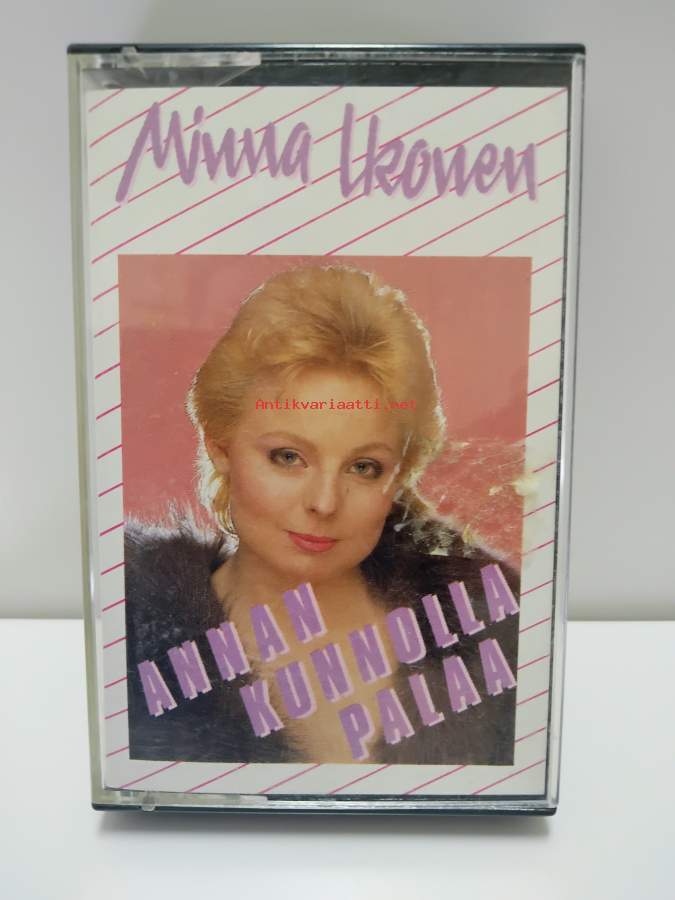 Minna Ikonen
Antikvariaatti.net
ANNAN
KUNNOLLA
PALAA